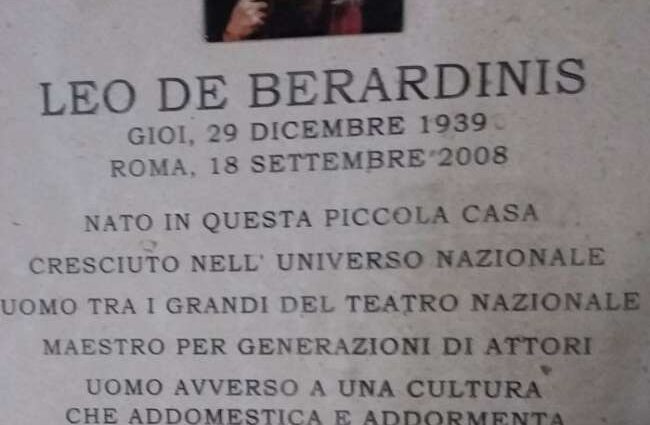 LEO DE BERARDINIS
GIOI, 29 DICEMBRE 1939
ROMA, 18 SETTEMBRE 2008
NATO IN QUESTA PICCOLA CASA
CRESCIUTO NELL' UNIVERSO NAZIONALE
UOMO TRA I GRANDI DEL TEATRO NAZIONALE
MAESTRO PER GENERAZIONI DI ATTORI
UOMO AVVERSO A UNA CULTURA
CHE ADDOMESTICA E ADDORMENTA